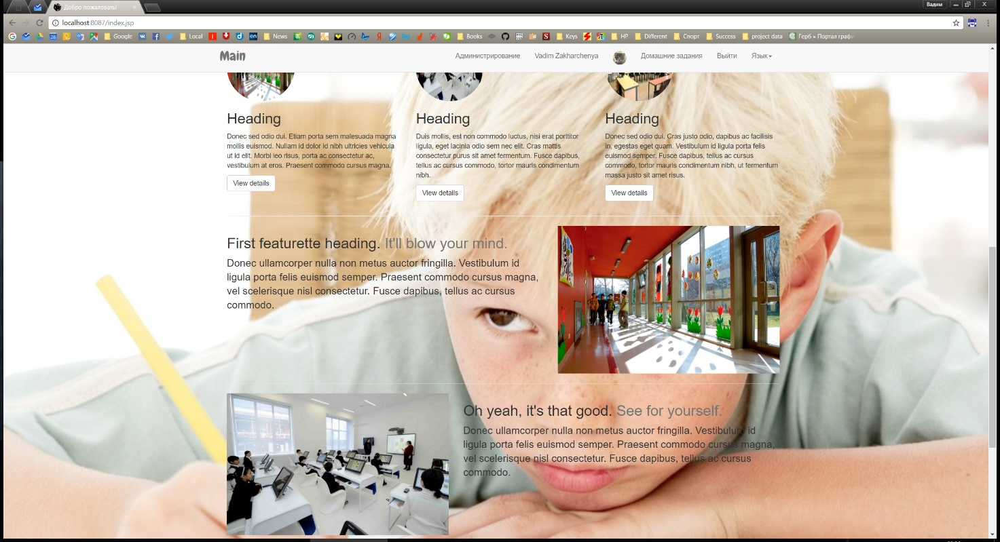 Добро пожаловать!
Вадим
localhost:8087/index.jsp
Google
Local
News
Books
Keys
HP
Different
Спорт
Success
project data
Герб » Портал графи
Main
Администрирование
Vadim Zakharchenya
Домашние задания
Выйти
Язык
Heading
Donec sed odio dui. Etiam porta sem malesuada magna
mollis euismod. Nullam id dolor id nibh ultricies vehicula
ut id elit. Morbi leo risus, porta ac consectetur ac,
vestibulum at eros. Praesent commodo cursus magna.
View details
Heading
Duis mollis, est non commodo luctus, nisi erat porttitor
ligula, eget lacinia odio sem nec elit. Cras mattis
consectetur purus sit amet fermentum. Fusce dapibus,
tellus ac cursus commodo, tortor mauris condimentum
nibh.
View details
Heading
Donec sed odio dui. Cras justo odio, dapibus ac facilisis
in, egestas eget quam. Vestibulum id ligula porta felis
euismod semper. Fusce dapibus, tellus ac cursus
commodo, tortor mauris condimentum nibh, ut fermentum
massa justo sit amet risus.
View details
First featurette heading. It'll blow your mind.
Donec ullamcorper nulla non metus auctor fringilla. Vestibulum id
ligula porta felis euismod semper. Praesent commodo cursus magna,
vel scelerisque nisl consectetur. Fusce dapibus, tellus ac cursus
commodo.
Oh yeah, it's that good. See for yourself.
Donec ullamcorper nulla non metus auctor fringilla. Vestibulum id
ligula porta felis euismod semper. Praesent commodo cursus magna,
vel scelerisque nisl consectetur. Fusce dapibus, tellus ac cursus
commodo.